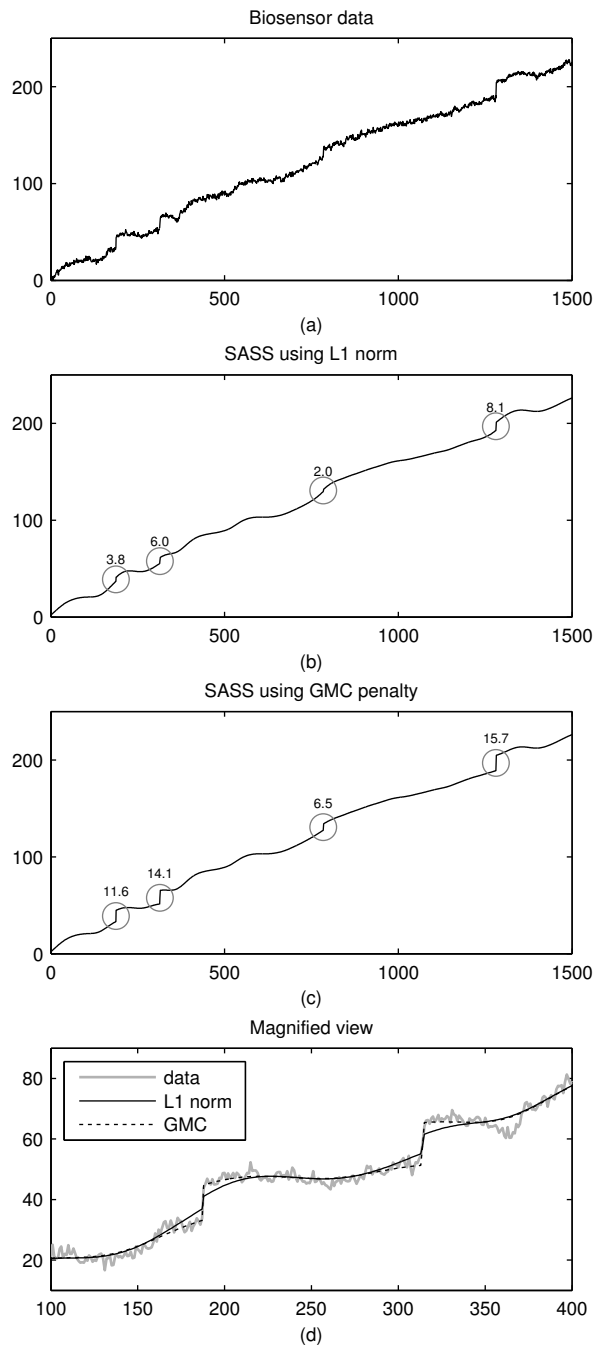 Biosensor data
200
100
0
0 500 1000 1500
(a)
SASS using L1 norm
200
100
0
3.8
6.0
2.0
8.1
0 500 1000 1500
(b)
SASS using GMC penalty
200
100
0
11.6
14.1
6.5
15.7
0 500 1000 1500
(c)
Magnified view
80
60
40
20
data
L1 norm
GMC
100 150 200 250 300 350 400
(d)